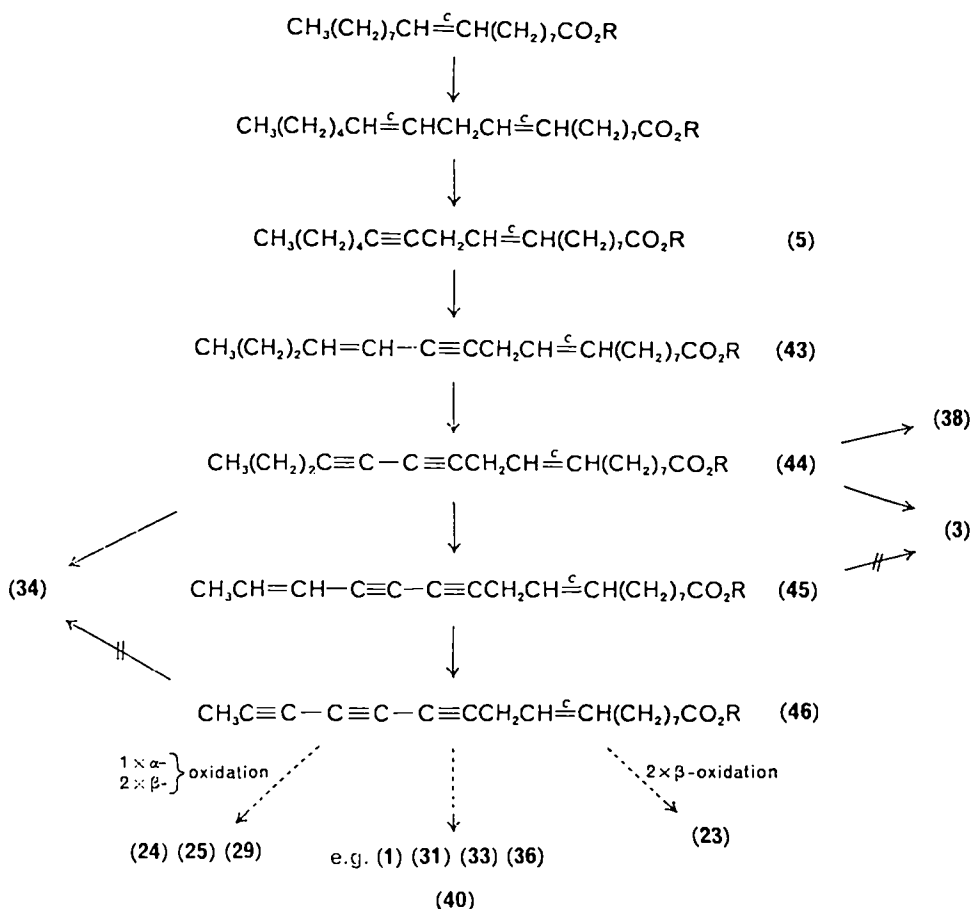 CH₃(CH₂)₇CH=ᶜCH(CH₂)₇CO₂R
CH₃(CH₂)₄CH=ᶜCHCH₂CH=ᶜCH(CH₂)₇CO₂R
CH₃(CH₂)₄C≡CCH₂CH=ᶜCH(CH₂)₇CO₂R (5)
CH₃(CH₂)₂CH=CH–C≡CCH₂CH=ᶜCH(CH₂)₇CO₂R (43)
(38)
CH₃(CH₂)₂C≡C–C≡CCH₂CH=ᶜCH(CH₂)₇CO₂R (44)
(3)
(34) CH₃CH=CH–C≡C–C≡CCH₂CH=ᶜCH(CH₂)₇CO₂R (45)
CH₃C≡C–C≡C–C≡CCH₂CH=ᶜCH(CH₂)₇CO₂R (46)
1 × α-
2 × β- } oxidation
2×β-oxidation
(24) (25) (29) e.g. (1) (31) (33) (36) (23)
(40)